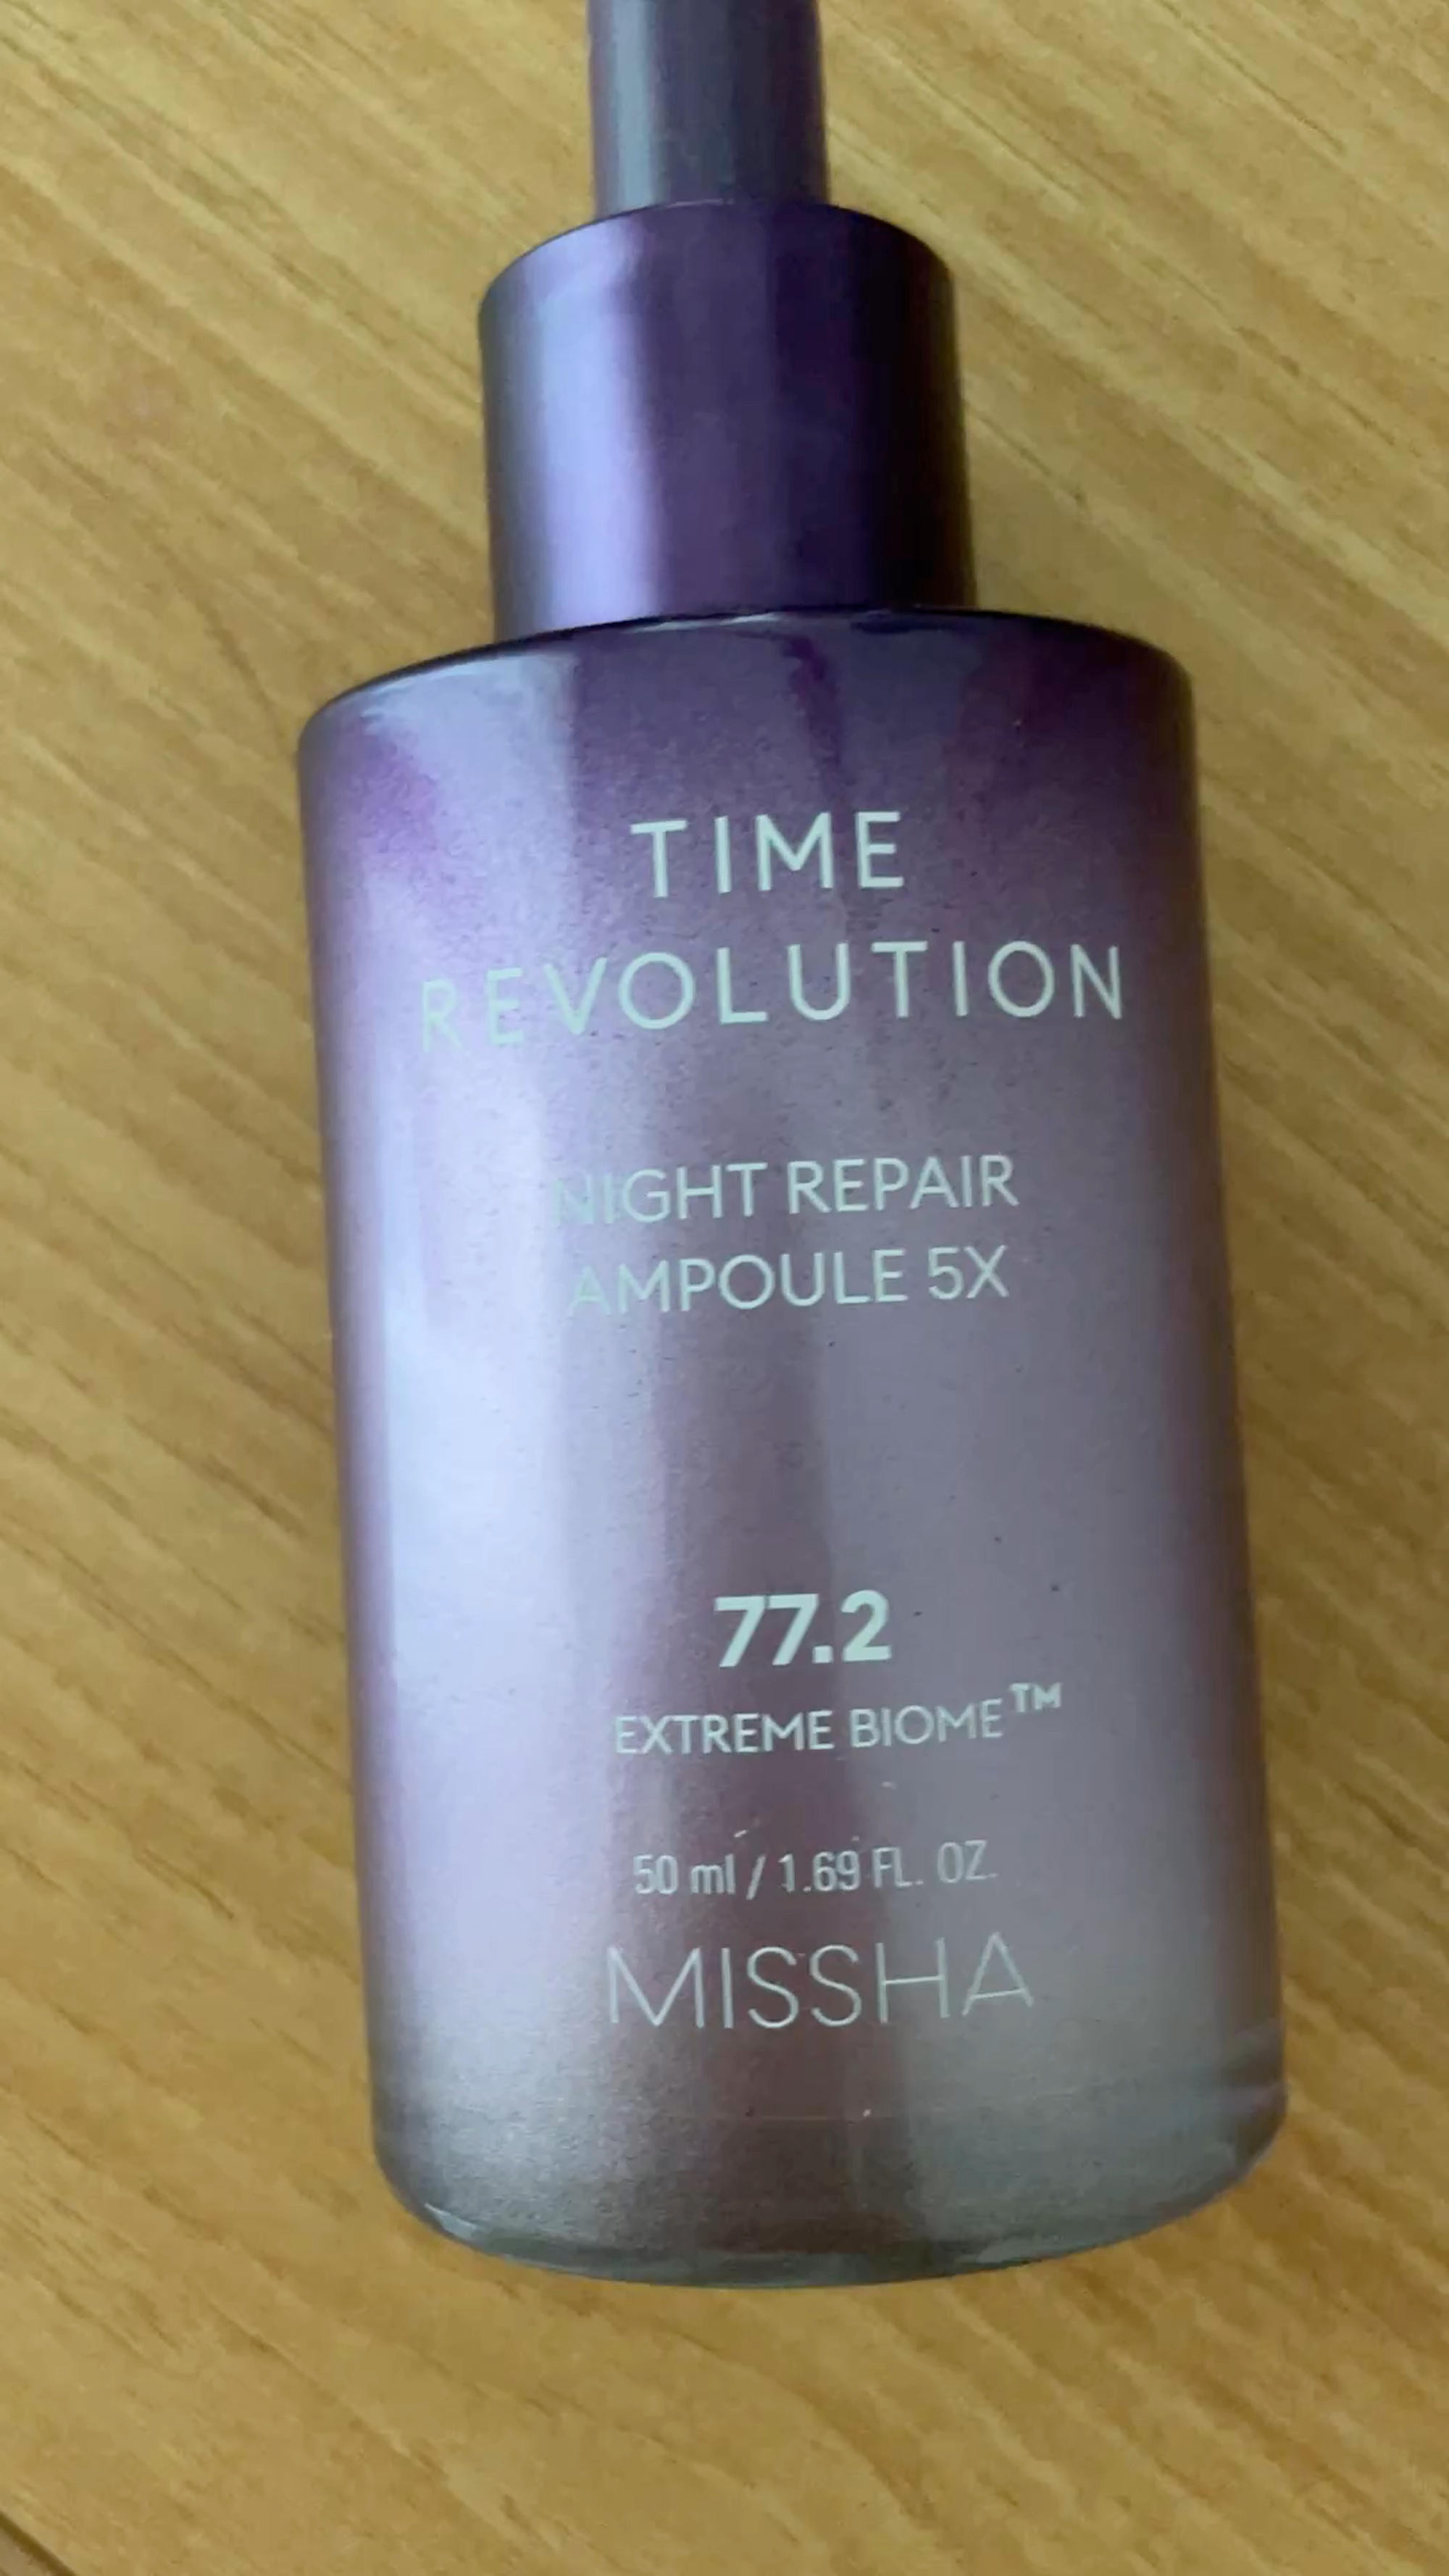 TIME
REVOLUTION
NIGHT REPAIR
AMPOULE 5X
77.2
EXTREME BIOME™
50 ml / 1.69 FL. OZ.
MISSHA